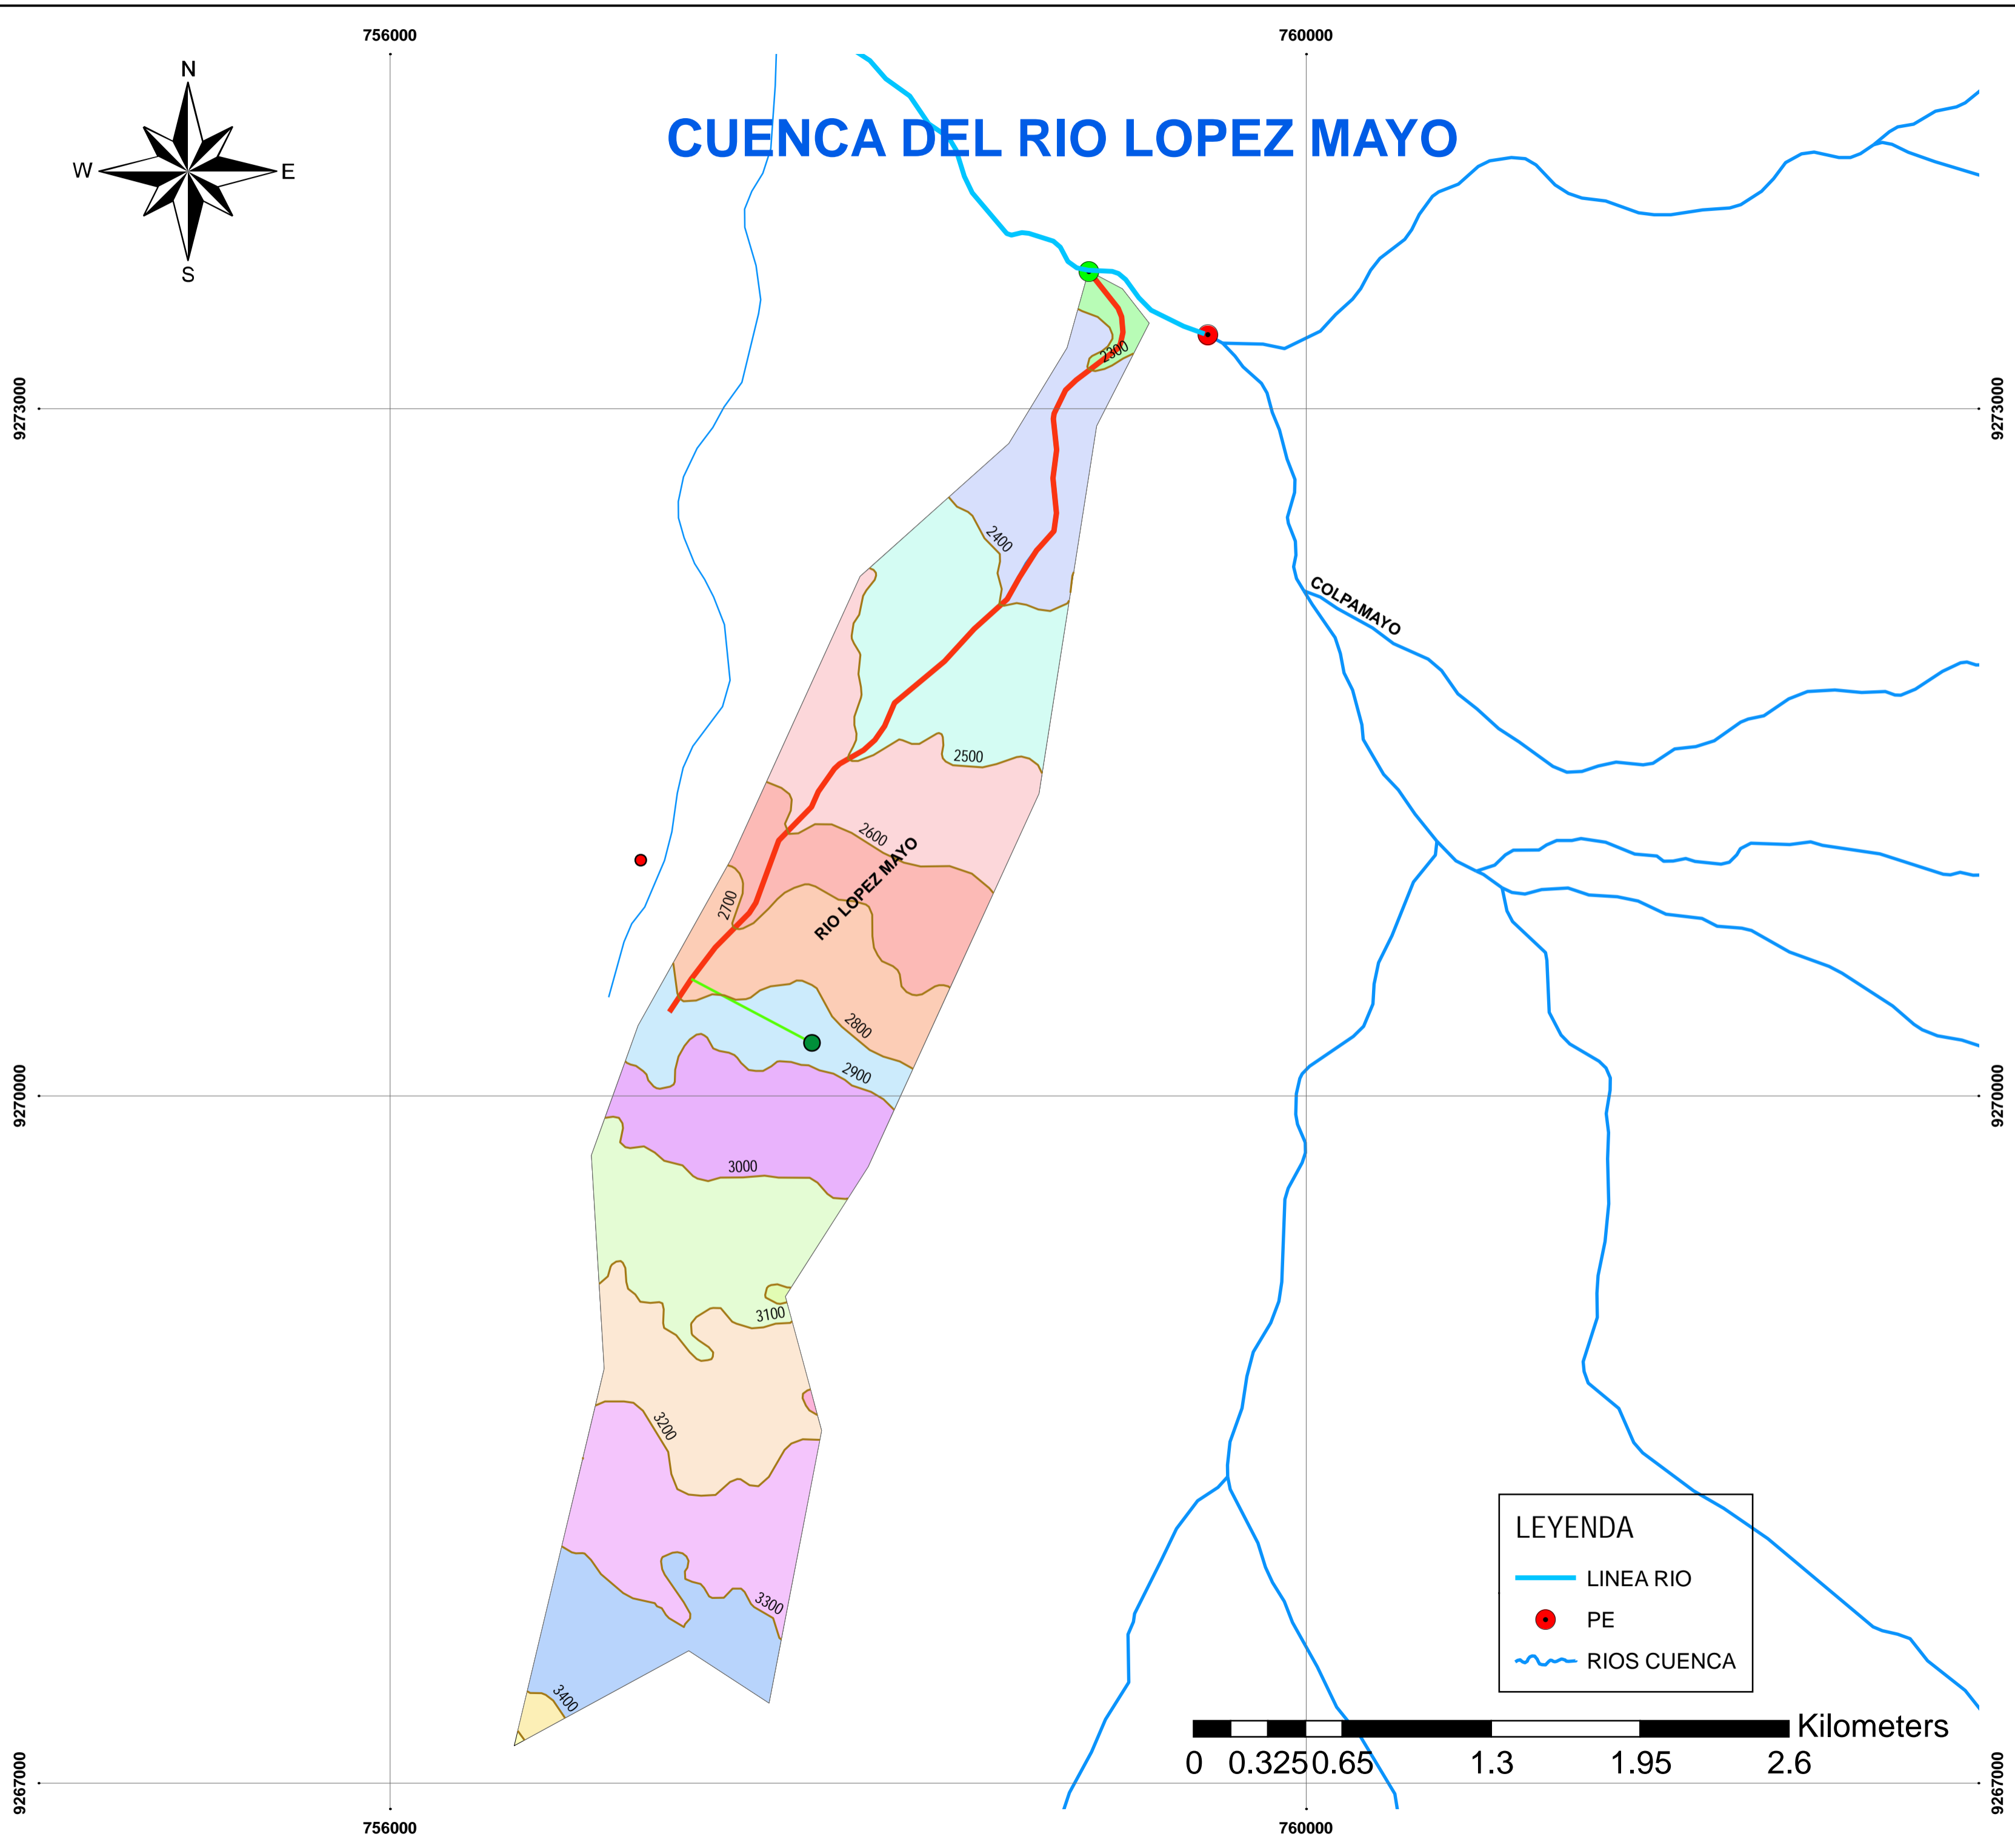 756000
760000
N
W
E
S
CUENCA DEL RIO LOPEZ MAYO
9273000
9273000
2300
2400
COLPAMAYO
2500
2600
RIO LOPEZ MAYO
2700
2800
2900
9270000
9270000
3000
3100
3200
3300
3400
LEYENDA
LINEA RIO
PE
RIOS CUENCA
Kilometers
0 0.325 0.65 1.3 1.95 2.6
9267000
9267000
756000
760000